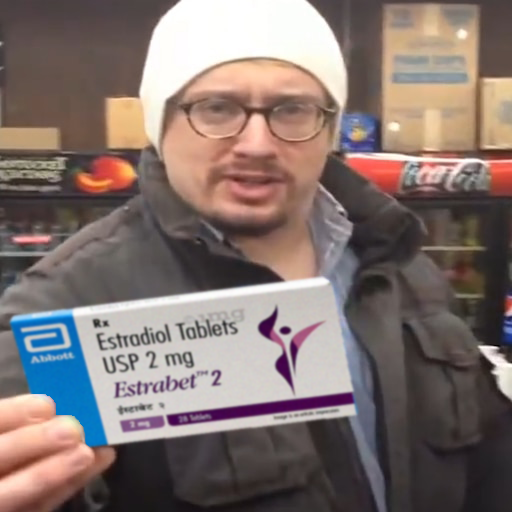 Coca-Cola
Abbott
Rx
Estradiol Tablets
USP 2 mg
Estrabet™ 2
2 mg
28 Tablets